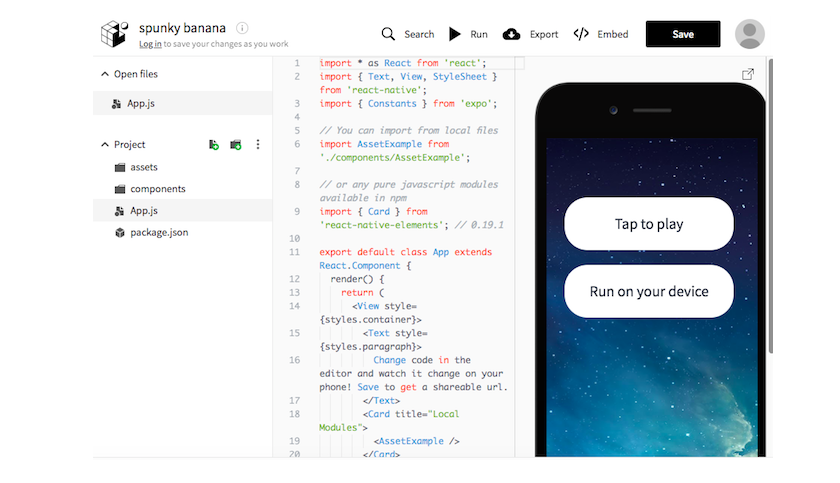 spunky banana
Log in to save your changes as you work
Search
Run
Export
Embed
Save
Open files
App.js
Project
assets
components
App.js
package.json
1 import * as React from 'react';
2 import { Text, View, StyleSheet }
from 'react-native';
3 import { Constants } from 'expo';
4
5 // You can import from local files
6 import AssetExample from
'./components/AssetExample';
7
8 // or any pure javascript modules
available in npm
9 import { Card } from
'react-native-elements'; // 0.19.1
10
11 export default class App extends
React.Component {
12 render() {
13 return (
14 <View style=
{styles.container}>
15 <Text style=
{styles.paragraph}>
16 Change code in the
editor and watch it change on your
phone! Save to get a shareable url.
17 </Text>
18 <Card title="Local
Modules">
19 <AssetExample />
20 </Card>
Tap to play
Run on your device